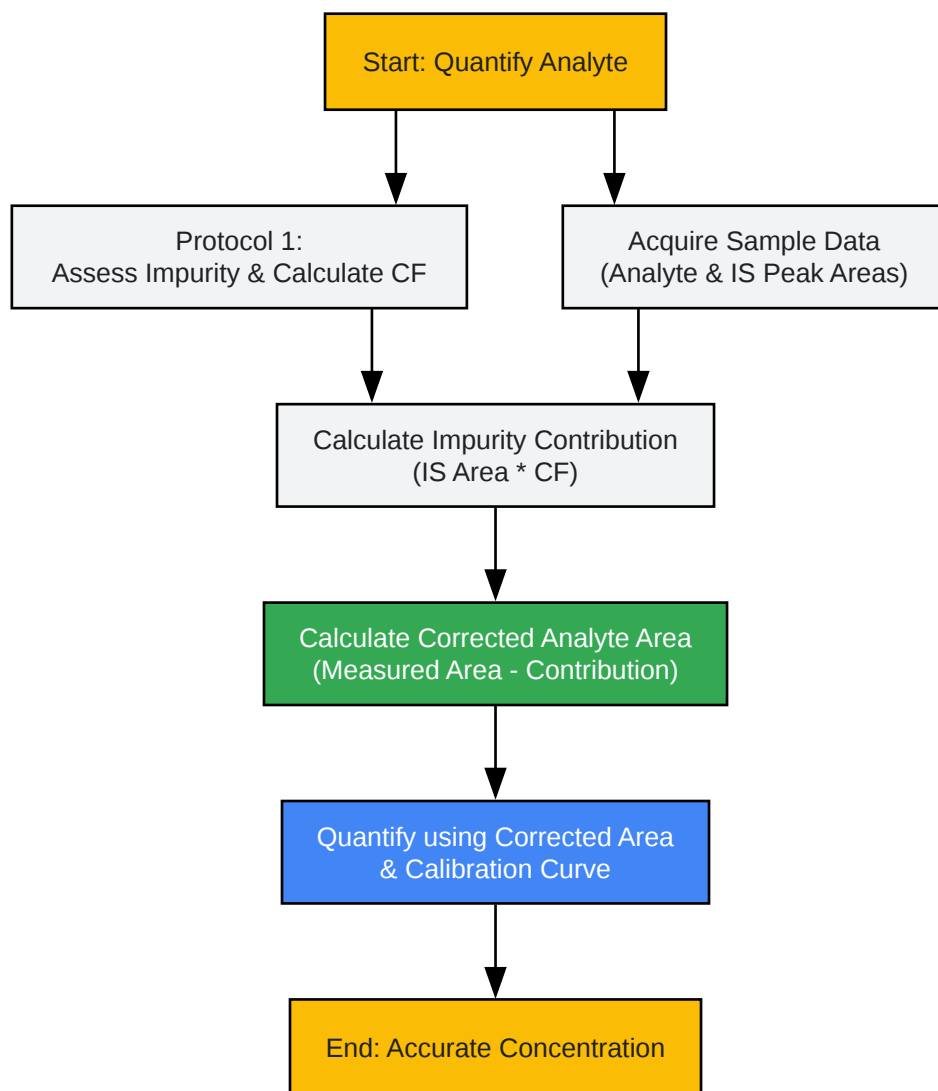 Start: Quantify Analyte
Protocol 1:
Assess Impurity & Calculate CF
Acquire Sample Data
(Analyte & IS Peak Areas)
Calculate Impurity Contribution
(IS Area * CF)
Calculate Corrected Analyte Area
(Measured Area - Contribution)
Quantify using Corrected Area
& Calibration Curve
End: Accurate Concentration